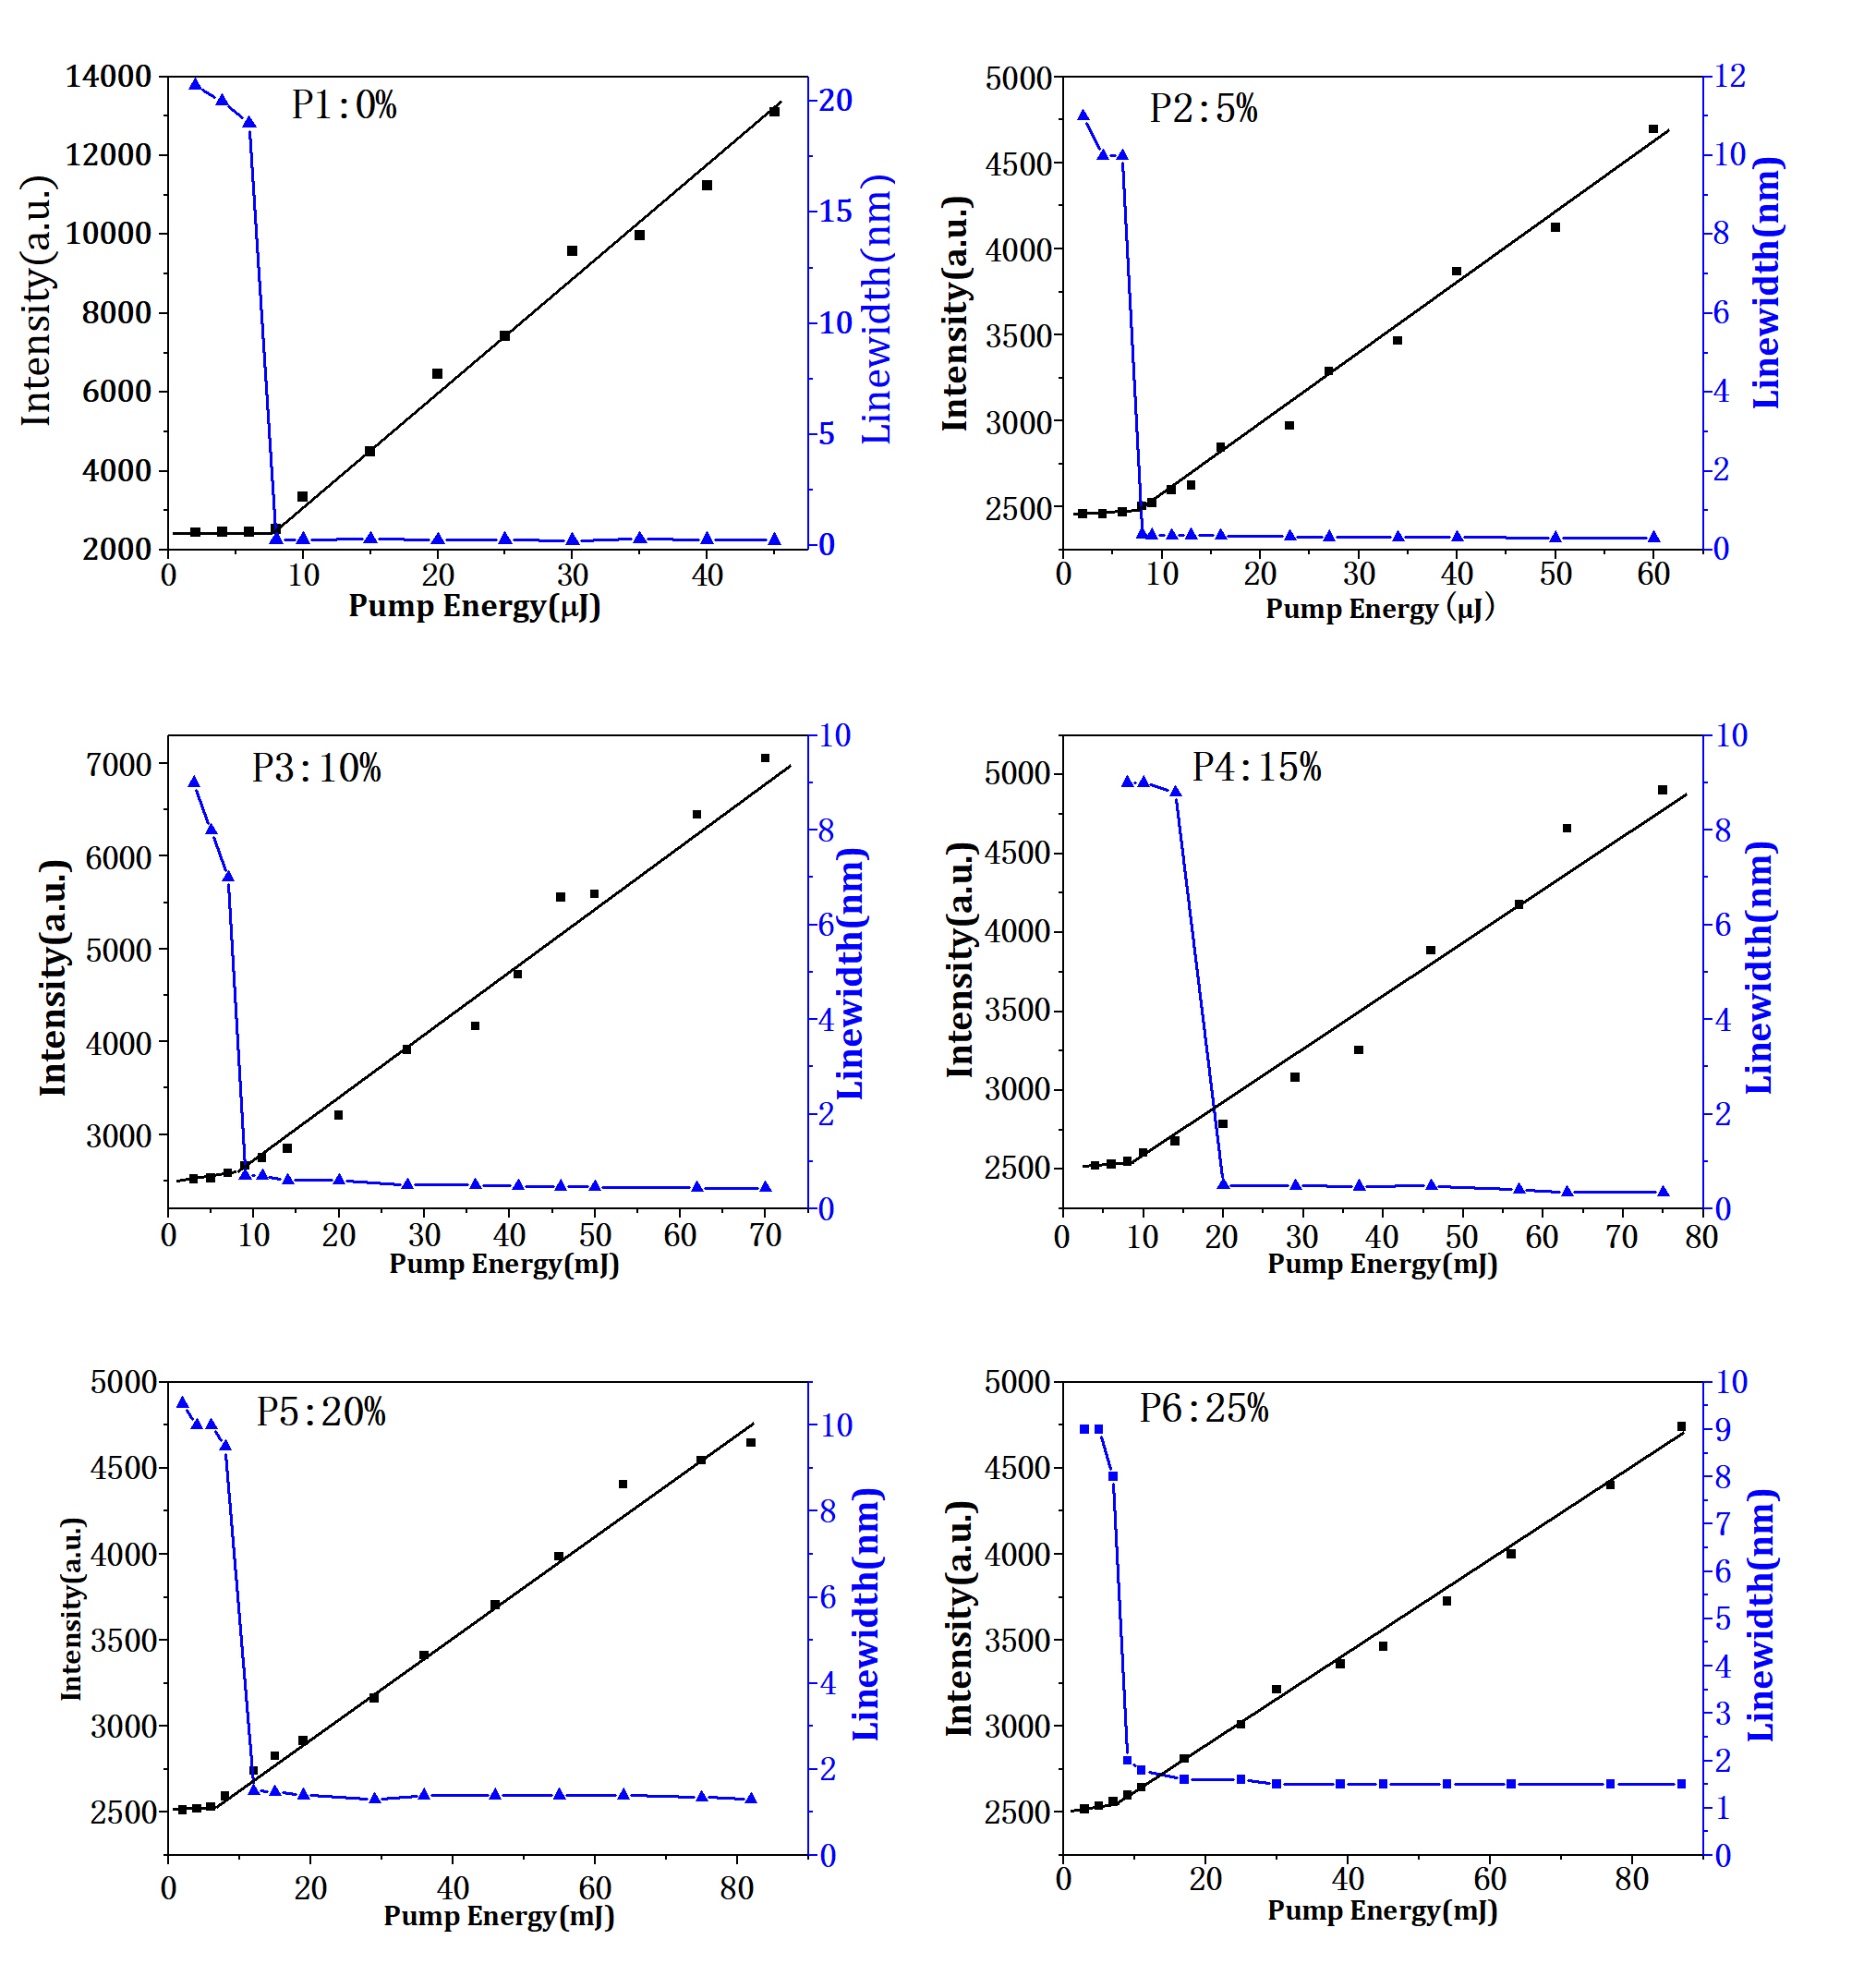 P1:0%
14000
12000
10000
8000
6000
4000
2000
Intensity(a.u.)
20
15
10
5
0
Linewidth(nm)
0 10 20 30 40
Pump Energy(μJ)
P2:5%
5000
4500
4000
3500
3000
2500
Intensity(a.u.)
12
10
8
6
4
2
0
Linewidth(nm)
0 10 20 30 40 50 60
Pump Energy(μJ)
P3:10%
7000
6000
5000
4000
3000
Intensity(a.u.)
10
8
6
4
2
0
Linewidth(nm)
0 10 20 30 40 50 60 70
Pump Energy(mJ)
P4:15%
5000
4500
4000
3500
3000
2500
Intensity(a.u.)
10
8
6
4
2
0
Linewidth(nm)
0 10 20 30 40 50 60 70 80
Pump Energy(mJ)
P5:20%
5000
4500
4000
3500
3000
2500
Intensity(a.u.)
10
8
6
4
2
0
Linewidth(nm)
0 20 40 60 80
Pump Energy(mJ)
P6:25%
5000
4500
4000
3500
3000
2500
Intensity(a.u.)
10
9
8
7
6
5
4
3
2
1
0
Linewidth(nm)
0 20 40 60 80
Pump Energy(mJ)